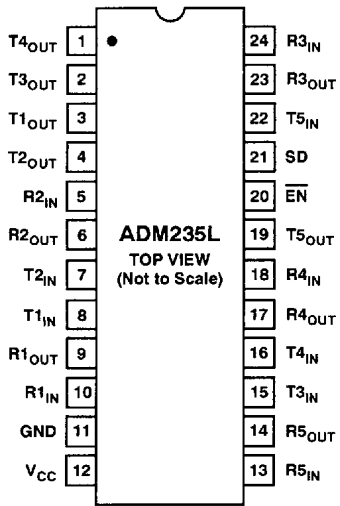 T4OUT 1 24 R3IN
T3OUT 2 23 R3OUT
T1OUT 3 22 T5IN
T2OUT 4 21 SD
R2IN 5 20 E̅N̅
R2OUT 6 ADM235L 19 T5OUT
TOP VIEW
T2IN 7 (Not to Scale) 18 R4IN
T1IN 8 17 R4OUT
R1OUT 9 16 T4IN
R1IN 10 15 T3IN
GND 11 14 R5OUT
VCC 12 13 R5IN